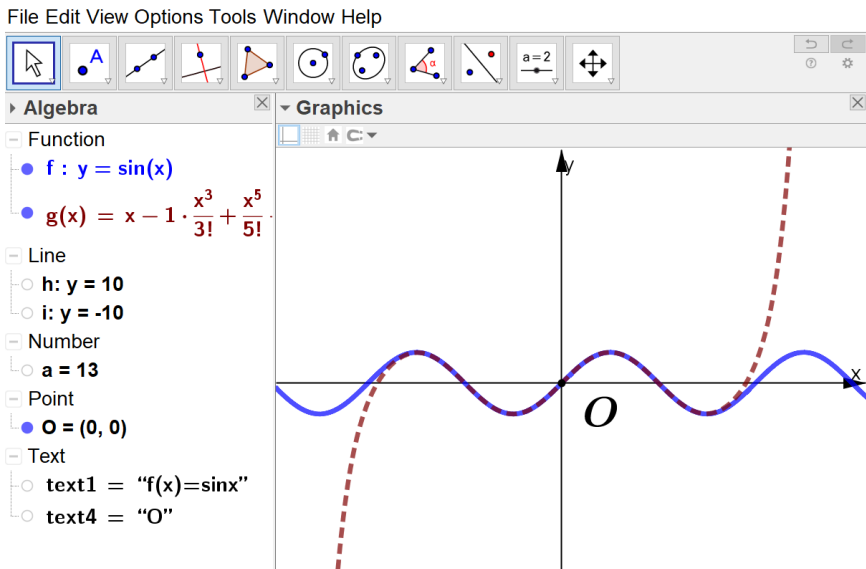 File Edit View Options Tools Window Help
A
α
a=2
Algebra
Graphics
Function
f : y = sin(x)
g(x) = x − 1 · x³/3! + x⁵/5! ·
Line
h: y = 10
i: y = -10
Number
a = 13
Point
O = (0, 0)
Text
text1 = “f(x)=sinx”
text4 = “O”
y
x
O